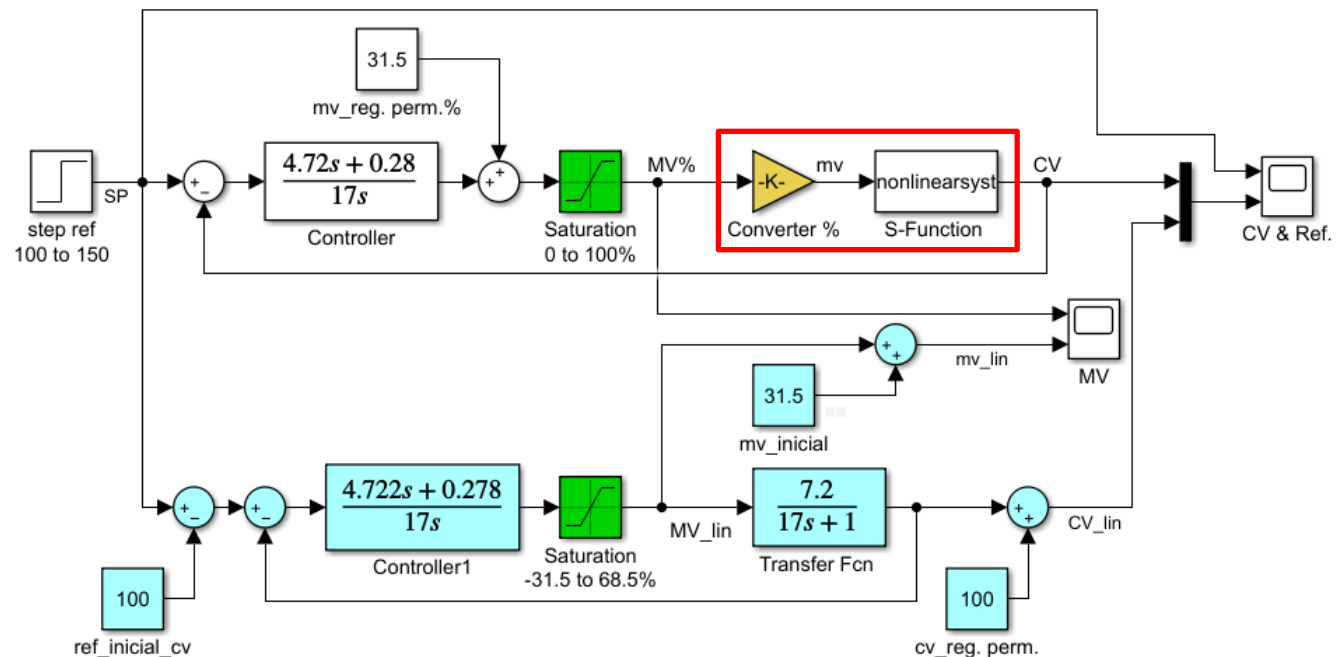 31.5
mv_reg. perm.%
SP
step ref
100 to 150
+
−
4.72s + 0.28
17s
Controller
+
+
Saturation
0 to 100%
MV%
-K-
Converter %
mv
nonlinearsyst
S-Function
CV
CV & Ref.
+
+
mv_lin
MV
31.5
mv_inicial
+
−
100
ref_inicial_cv
+
−
4.722s + 0.278
17s
Controller1
Saturation
-31.5 to 68.5%
MV_lin
7.2
17s + 1
Transfer Fcn
+
+
CV_lin
100
cv_reg. perm.